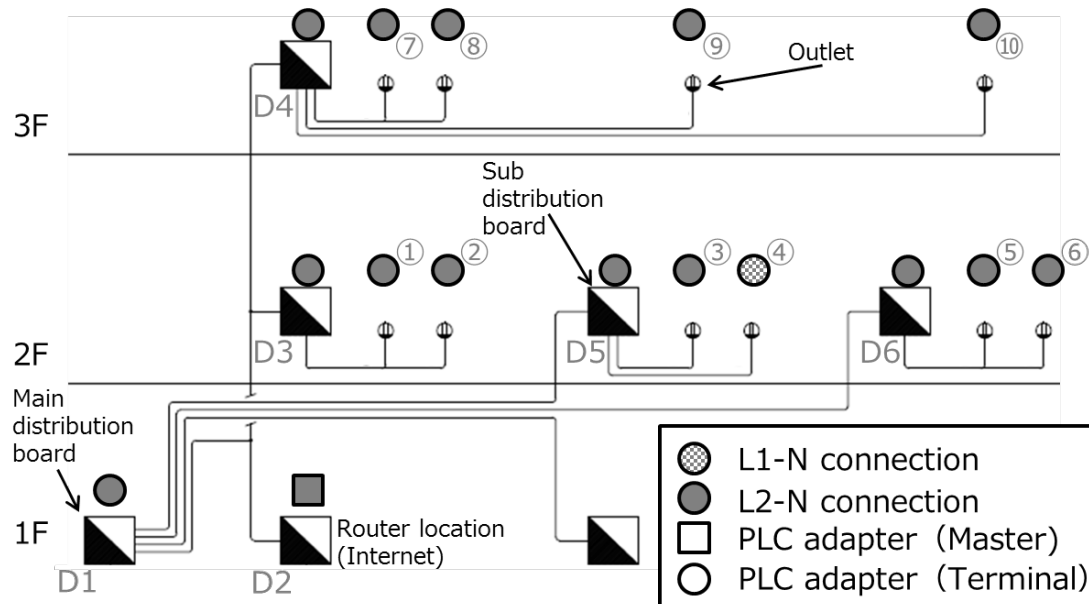 ⑦
⑧
⑨
⑩
Outlet
D4
3F
Sub
distribution
board
①
②
③
④
⑤
⑥
D3
D5
D6
2F
Main
distribution
board
1F
Router location
(Internet)
D1
D2
L1-N connection
L2-N connection
PLC adapter (Master)
PLC adapter (Terminal)